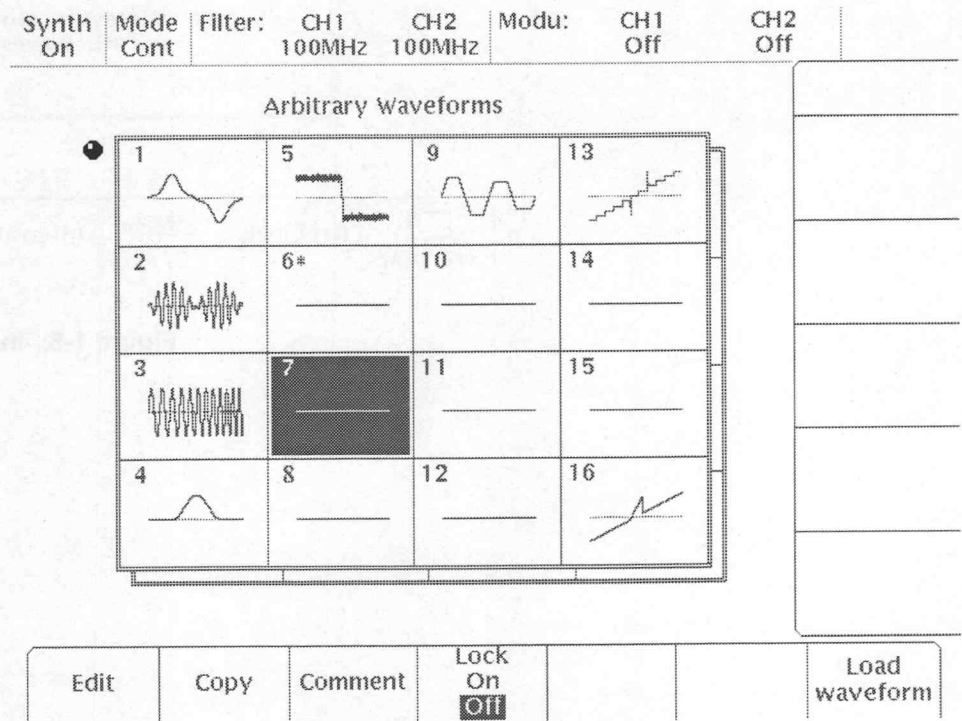 Synth Mode Filter: CH1 CH2 Modu: CH1 CH2
On Cont 100MHz 100MHz Off Off
Arbitrary Waveforms
1 5 9 13
2 6* 10 14
3 7 11 15
4 8 12 16
Edit Copy Comment Lock On Off Load waveform